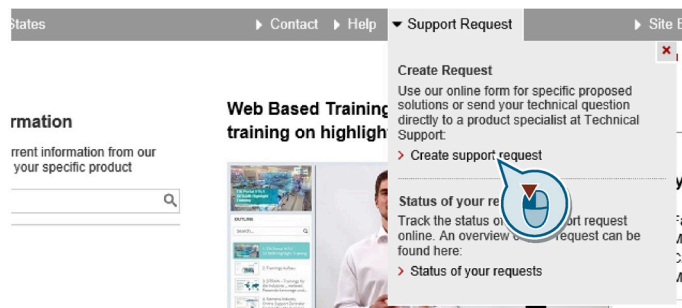 States
Contact
Help
Support Request
Site E
Create Request
Use our online form for specific proposed
solutions or send your technical question
directly to a product specialist at Technical
Support:
Create support request
Status of your re
Track the status of ort request
online. An overview request can be
found here:
Status of your requests
rmation
rrent information from our
your specific product
Web Based Training
training on highligh
OUTLINE
Search...